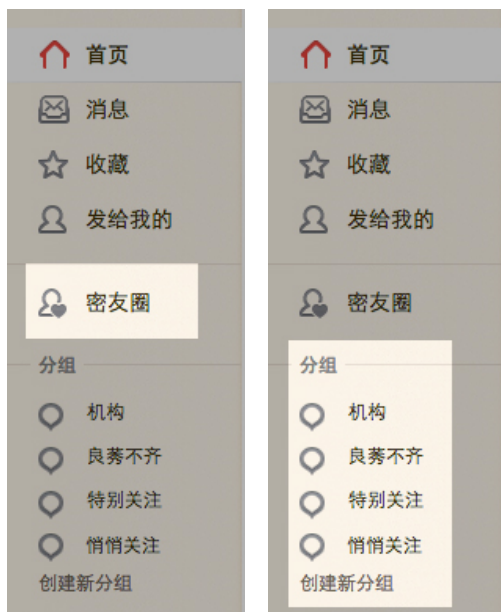 首页
消息
收藏
发给我的
密友圈
分组
机构
良莠不齐
特别关注
悄悄关注
创建新分组
首页
消息
收藏
发给我的
密友圈
分组
机构
良莠不齐
特别关注
悄悄关注
创建新分组